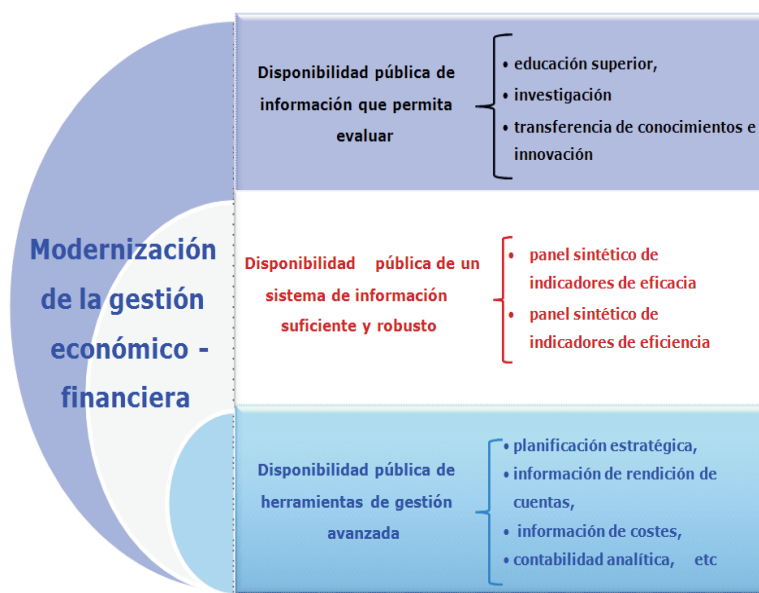 Modernización
de la gestión
económico -
financiera
Disponibilidad pública de
información que permita
evaluar
• educación superior,
• investigación
• transferencia de conocimientos e
innovación
Disponibilidad pública de un
sistema de información
suficiente y robusto
• panel sintético de
indicadores de eficacia
• panel sintético de
indicadores de eficiencia
Disponibilidad pública de
herramientas de gestión
avanzada
• planificación estratégica,
• información de rendición de
cuentas,
• información de costes,
• contabilidad analítica, etc